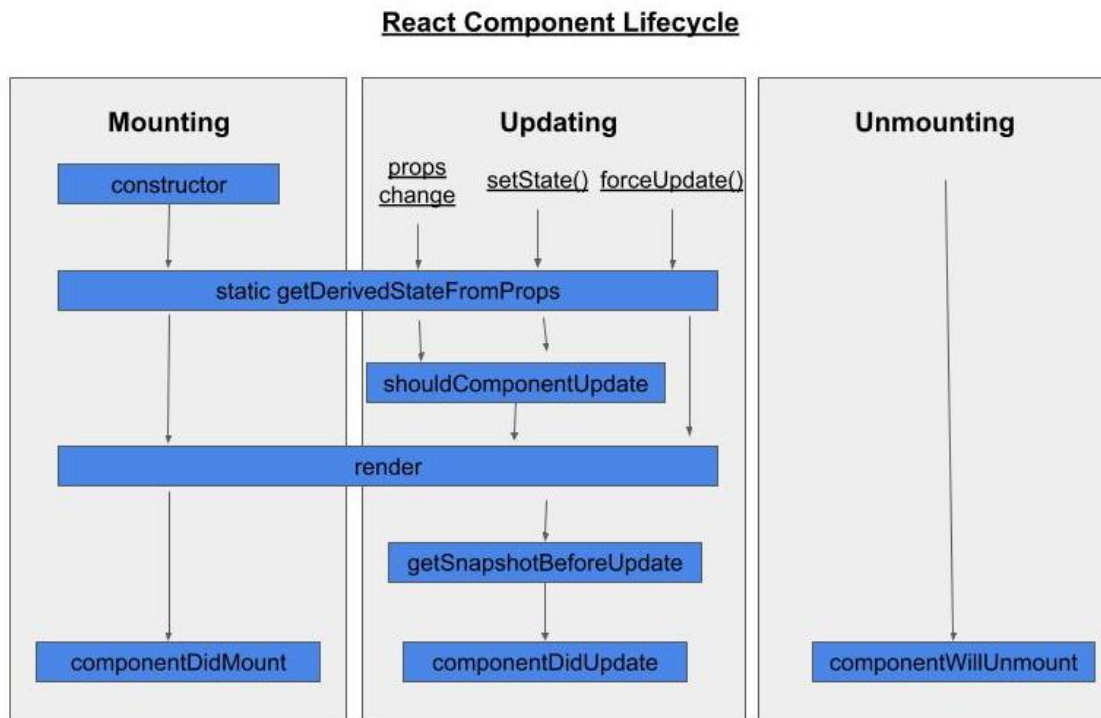 React Component Lifecycle
Mounting
Updating
Unmounting
constructor
props
change
setState()
forceUpdate()
static getDerivedStateFromProps
shouldComponentUpdate
render
getSnapshotBeforeUpdate
componentDidMount
componentDidUpdate
componentWillUnmount